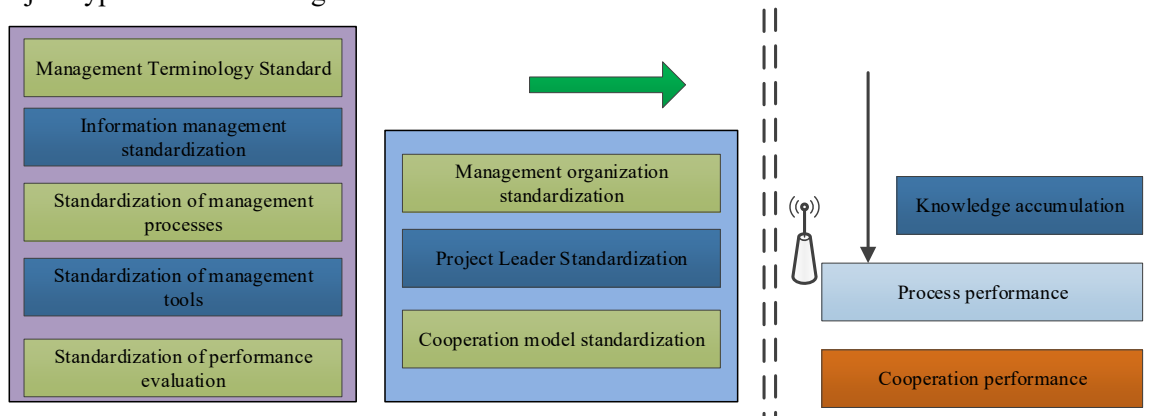 Management Terminology Standard
Information management
standardization
Standardization of management
processes
Standardization of management
tools
Standardization of performance
evaluation
Management organization
standardization
Project Leader Standardization
Cooperation model standardization
Knowledge accumulation
Process performance
Cooperation performance